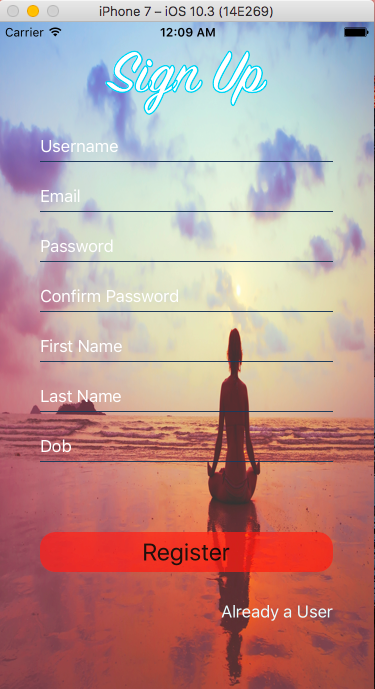 iPhone 7 – iOS 10.3 (14E269)
Carrier 12:09 AM
Sign Up
Username
Email
Password
Confirm Password
First Name
Last Name
Dob
Register
Already a User